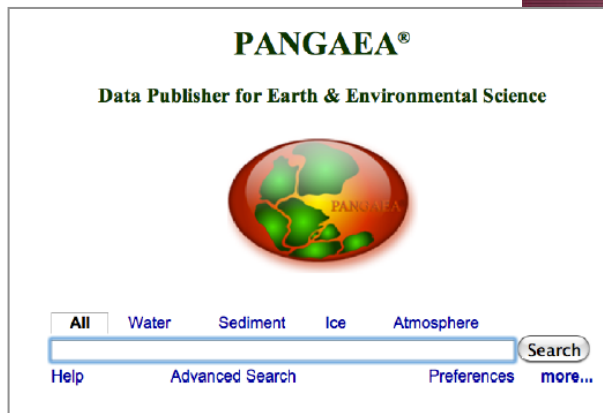 PANGAEA®
Data Publisher for Earth & Environmental Science
PANGAEA
All Water Sediment Ice Atmosphere
Search
Help Advanced Search Preferences more...